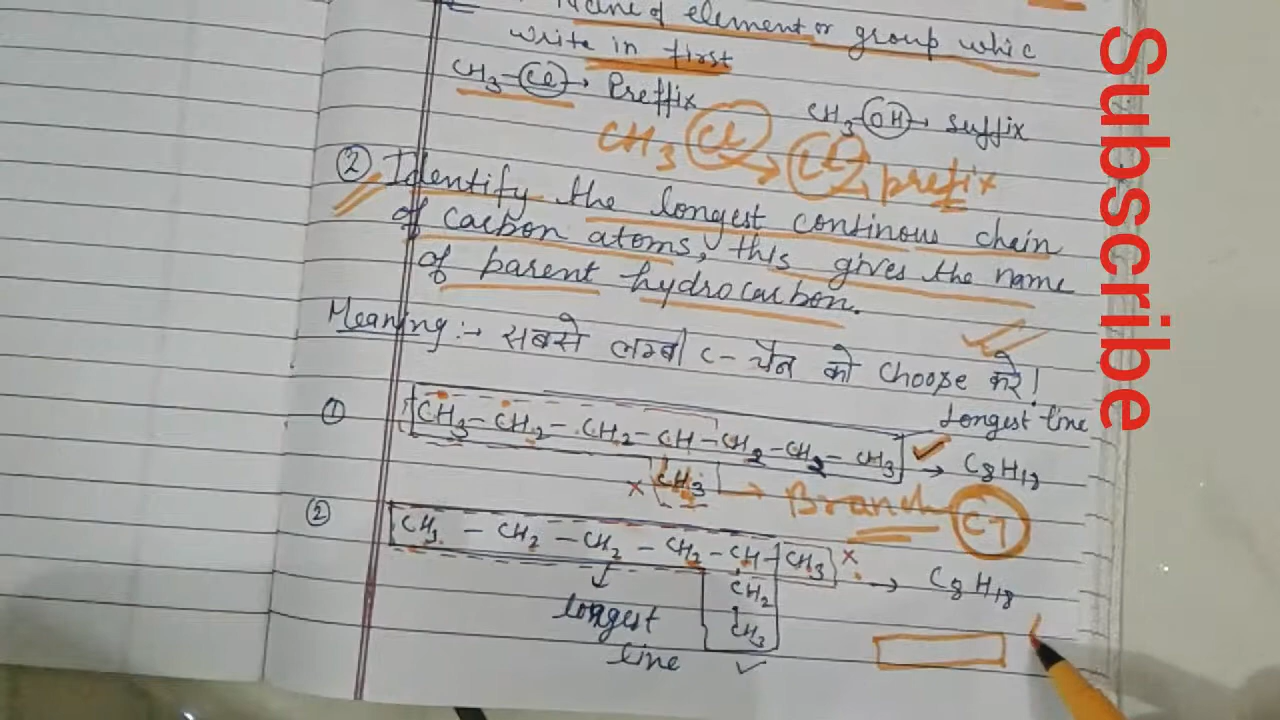 Name of element or group whic
write in first
CH3-Cl → Preffix
CH3-OH → suffix
CH3 Cl → Cl → prefix
② Identify the longest continous chain
of carbon atoms, this gives the name
of parent hydrocarbon.
Meaning:→ सबसे लम्बी C- चैन को Choose करे!
Longest line
① CH3 - CH2 - CH2 - CH - CH2 - CH2 - CH3 → C8H18
× CH3 → Branch C7
② CH3 - CH2 - CH2 - CH2 - CH - CH3 × → C8H18
CH2
CH3
longest
line
Subscribe